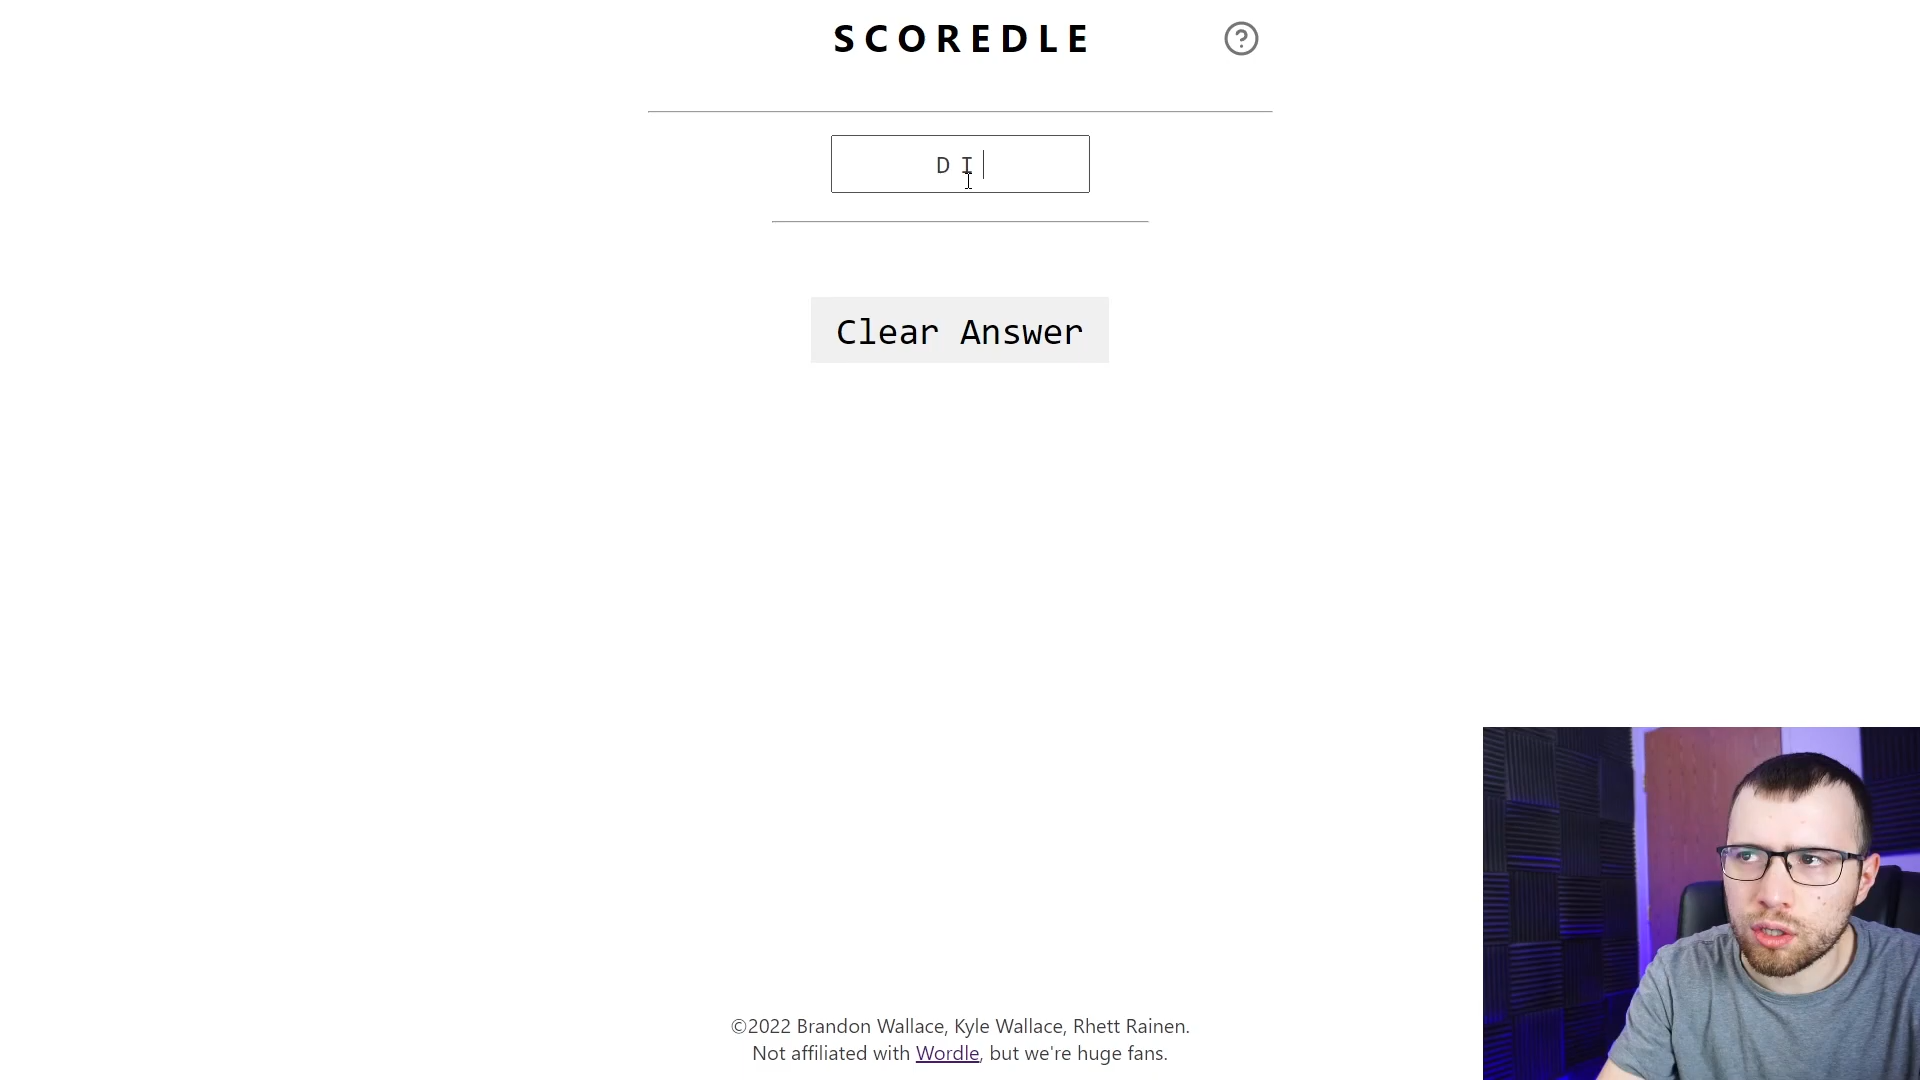 SCOREDLE
D I
Clear Answer
©2022 Brandon Wallace, Kyle Wallace, Rhett Rainen.
Not affiliated with Wordle, but we're huge fans.